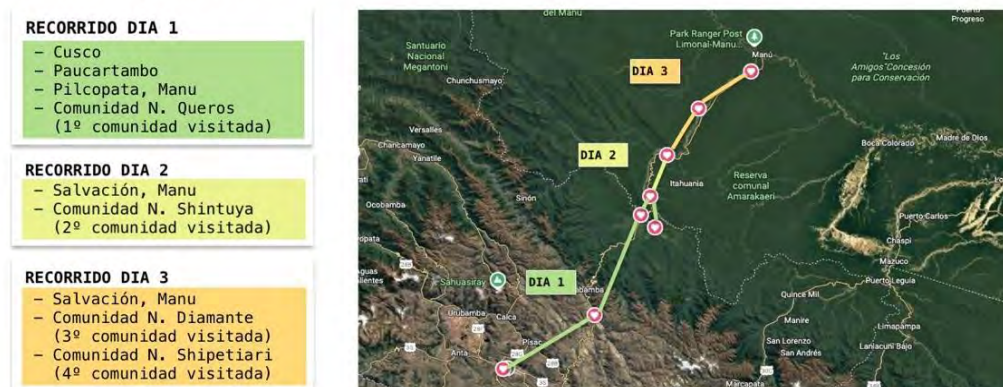 RECORRIDO DIA 1
– Cusco
– Paucartambo
– Pilcopata, Manu
– Comunidad N. Queros
(1º comunidad visitada)
RECORRIDO DIA 2
– Salvación, Manu
– Comunidad N. Shintuya
(2º comunidad visitada)
RECORRIDO DIA 3
– Salvación, Manu
– Comunidad N. Diamante
(3º comunidad visitada)
– Comunidad N. Shipetiari
(4º comunidad visitada)
del Manu
Puerto
Progreso
Park Ranger Post
Limonal-Manu...
Manú
Santuario
Nacional
Megantoni
"Los
Amigos"Concesión
para Conservación
DIA 3
Chunchusmayo
Versalles
Chancamayo
Yanatile
Boca Colorado
Madre de Dios
DIA 2
Itahuania
Reserva
comunal
Amarakaeri
Sinón
Ocobamba
Puerto Carlos
Chaspi
Mazuco
Puerto Leguia
Sahuasiray
DIA 1
Urubamba
Calca
Quince Mil
Manire
Limapampa
Pisac
Anta
San Lorenzo
San Andrés
Lanlacuni Bajo
Marcapata